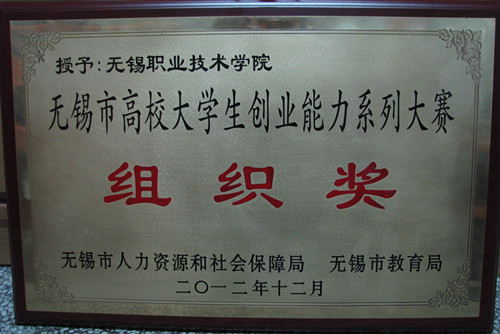 授予:无锡职业技术学院
无锡市高校大学生创业能力系列大赛
组织奖
无锡市人力资源和社会保障局 无锡市教育局
二〇一二年十二月